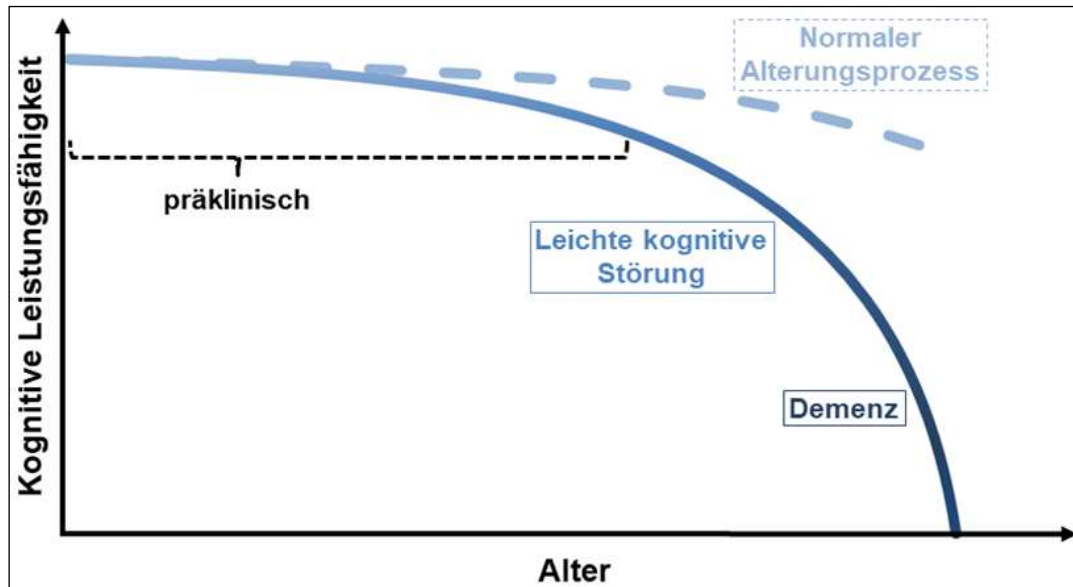 Kognitive Leistungsfähigkeit
Normaler
Alterungsprozess
präklinisch
Leichte kognitive
Störung
Demenz
Alter